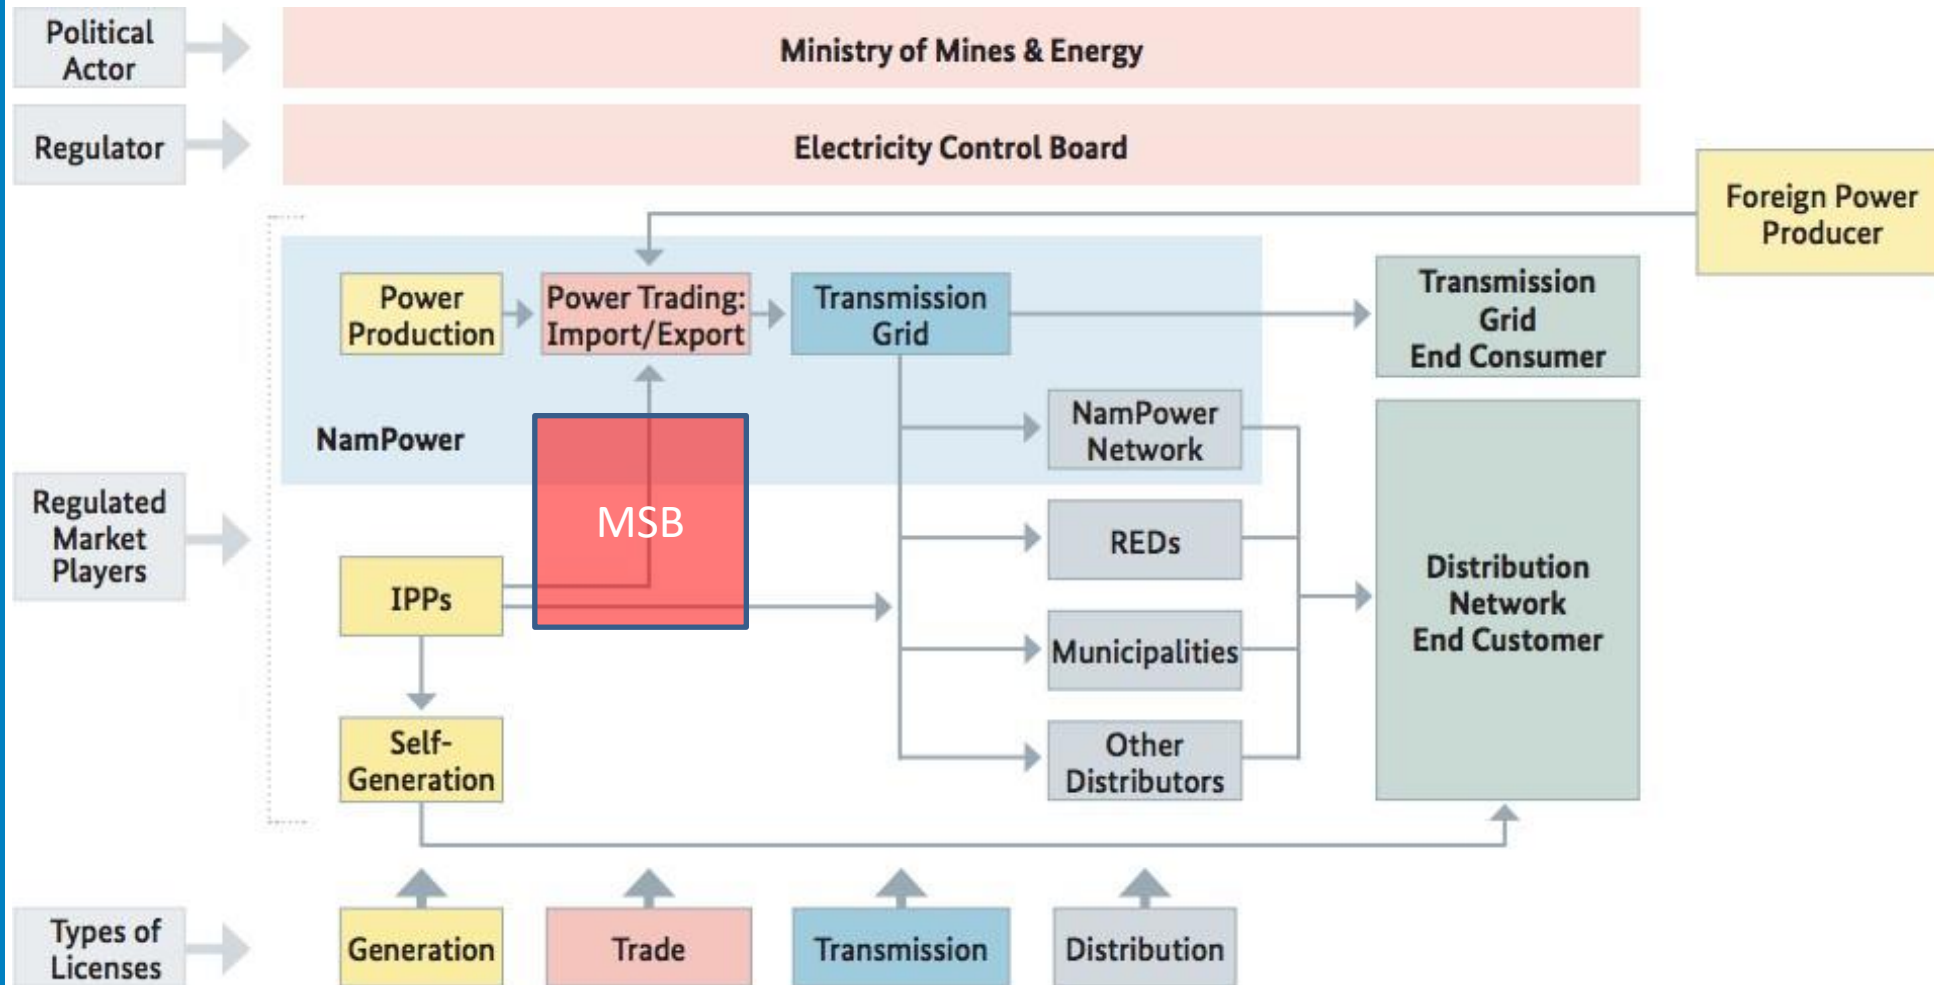 Political
Actor
Ministry of Mines & Energy
Regulator
Electricity Control Board
Foreign Power
Producer
Power
Production
Power Trading:
Import/Export
Transmission
Grid
Transmission
Grid
End Consumer
NamPower
MSB
NamPower
Network
Regulated
Market
Players
IPPs
REDs
Municipalities
Distribution
Network
End Customer
Self-
Generation
Other
Distributors
Types of
Licenses
Generation
Trade
Transmission
Distribution